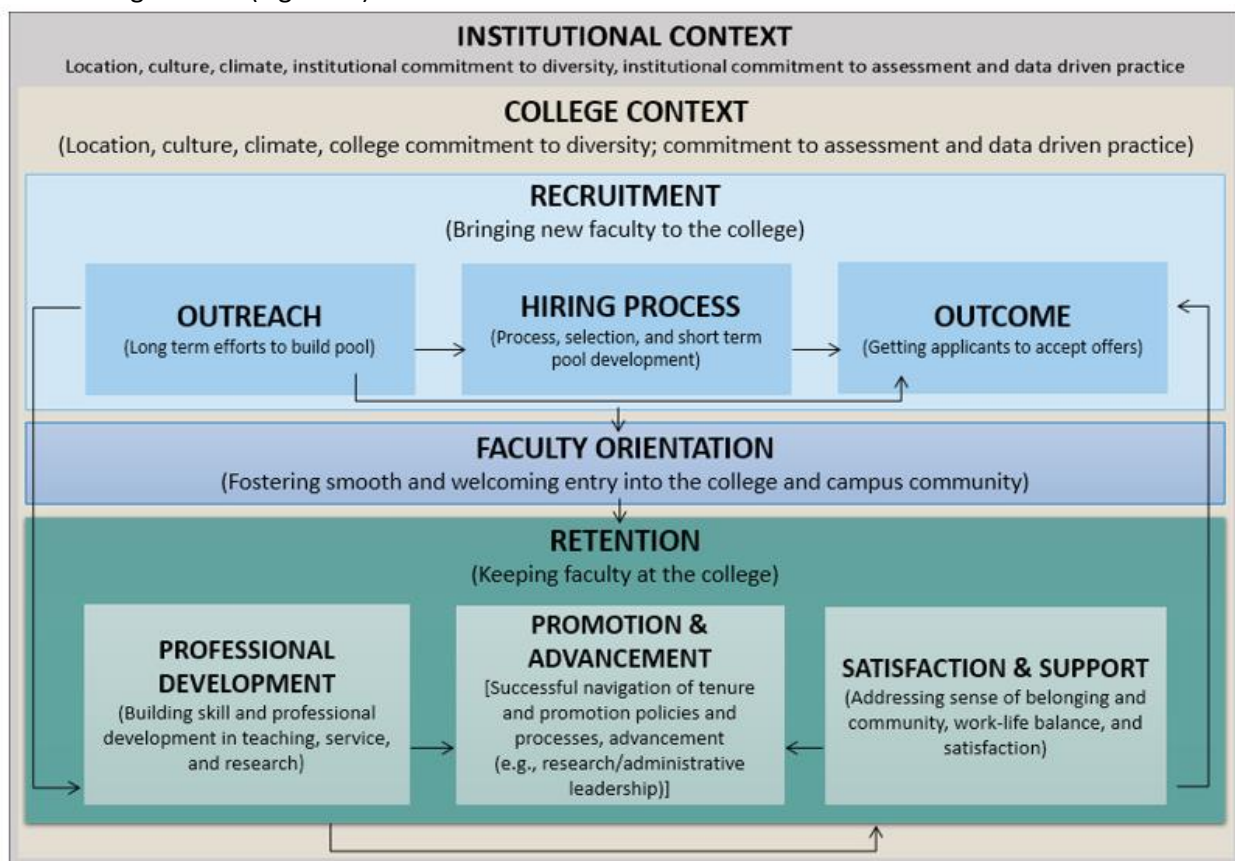 INSTITUTIONAL CONTEXT
Location, culture, climate, institutional commitment to diversity, institutional commitment to assessment and data driven practice
COLLEGE CONTEXT
(Location, culture, climate, college commitment to diversity; commitment to assessment and data driven practice)
RECRUITMENT
(Bringing new faculty to the college)
OUTREACH
(Long term efforts to build pool)
HIRING PROCESS
(Process, selection, and short term
pool development)
OUTCOME
(Getting applicants to accept offers)
FACULTY ORIENTATION
(Fostering smooth and welcoming entry into the college and campus community)
RETENTION
(Keeping faculty at the college)
PROFESSIONAL
DEVELOPMENT
(Building skill and professional
development in teaching, service,
and research)
PROMOTION &
ADVANCEMENT
[Successful navigation of tenure
and promotion policies and
processes, advancement
(e.g., research/administrative
leadership)]
SATISFACTION & SUPPORT
(Addressing sense of belonging and
community, work-life balance, and
satisfaction)